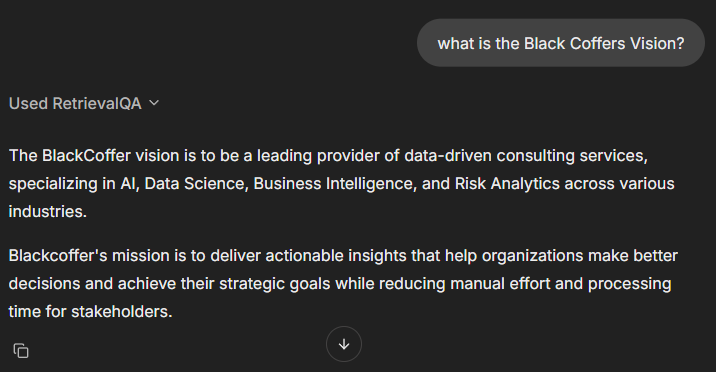 what is the Black Coffers Vision?
Used RetrievalQA
The BlackCoffer vision is to be a leading provider of data-driven consulting services,
specializing in AI, Data Science, Business Intelligence, and Risk Analytics across various
industries.
Blackcoffer's mission is to deliver actionable insights that help organizations make better
decisions and achieve their strategic goals while reducing manual effort and processing
time for stakeholders.